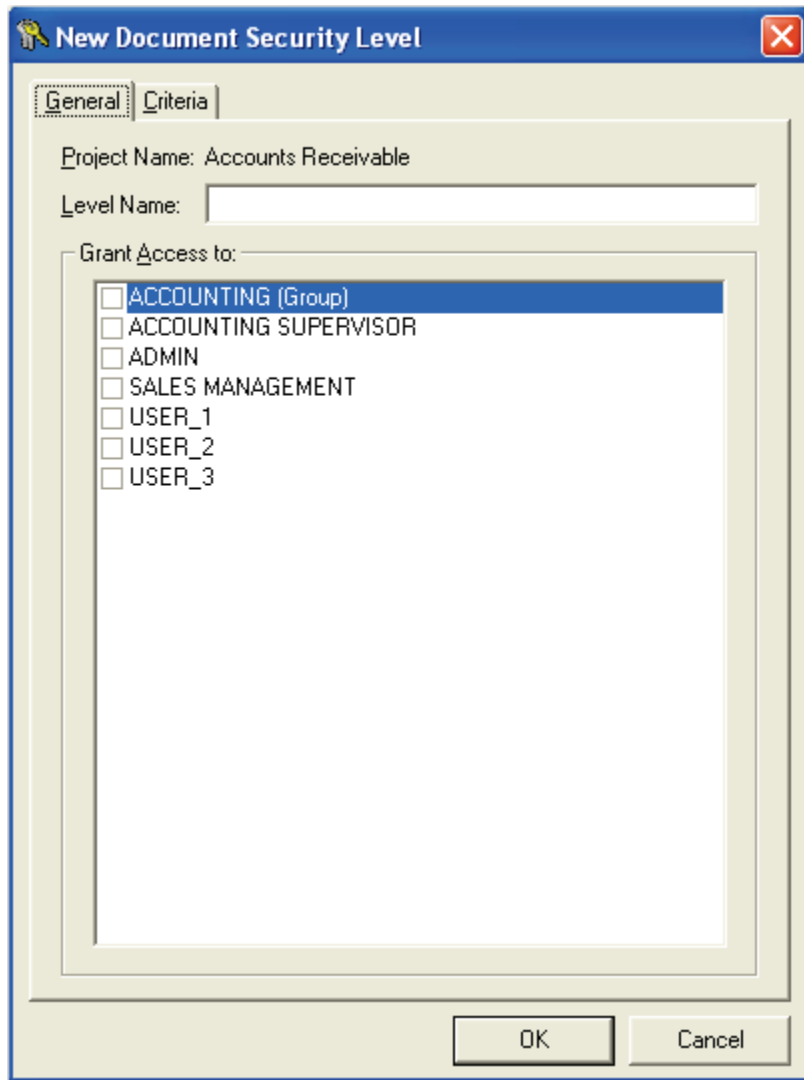 New Document Security Level
General Criteria
Project Name: Accounts Receivable
Level Name:
Grant Access to:
ACCOUNTING (Group)
ACCOUNTING SUPERVISOR
ADMIN
SALES MANAGEMENT
USER_1
USER_2
USER_3
OK Cancel